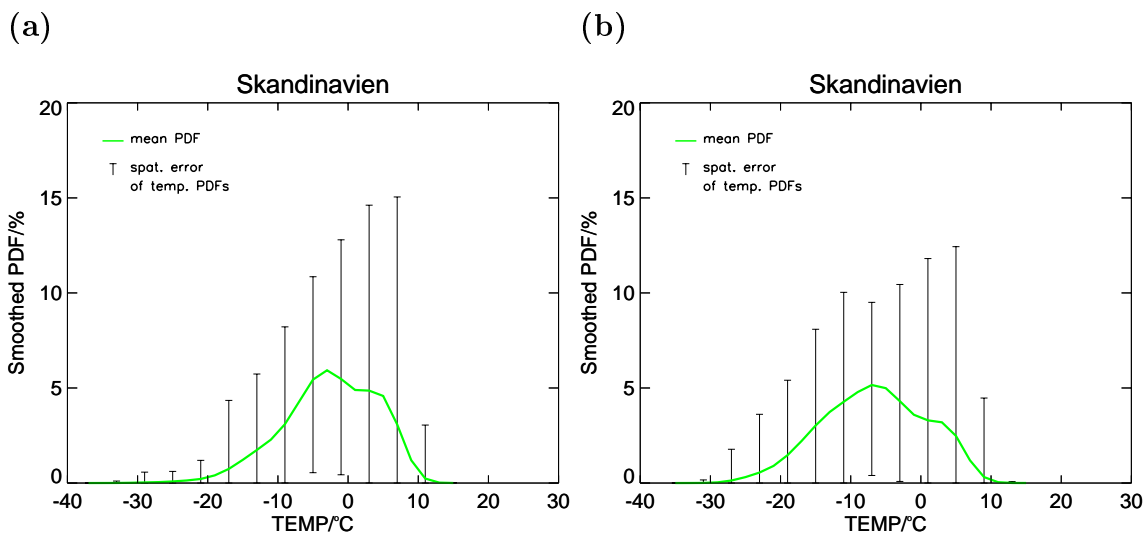 (a)
Skandinavien
20
15
10
5
0
Smoothed PDF/%
mean PDF
spat. error
of temp. PDFs
-40 -30 -20 -10 0 10 20 30
TEMP/°C
(b)
Skandinavien
20
15
10
5
0
Smoothed PDF/%
mean PDF
spat. error
of temp. PDFs
-40 -30 -20 -10 0 10 20 30
TEMP/°C